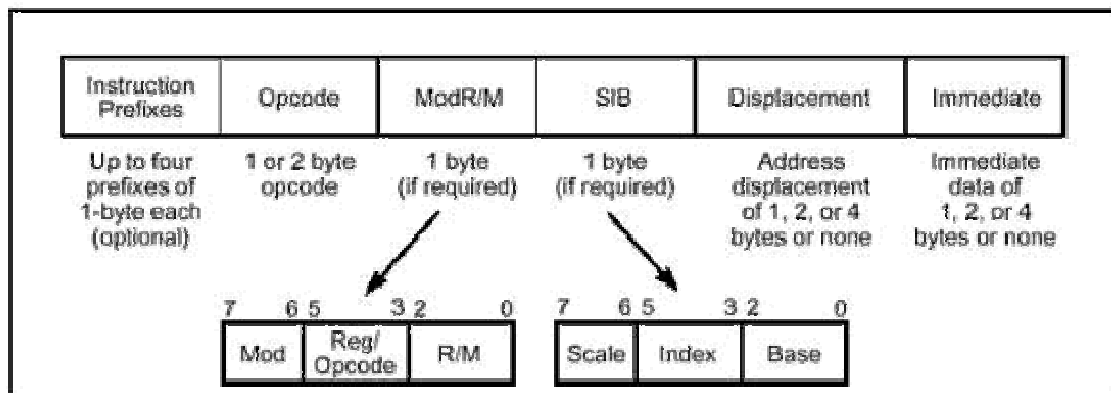 Instruction Prefixes
Opcode
ModR/M
SIB
Displacement
Immediate
Up to four
prefixes of
1-byte each
(optional)
1 or 2 byte
opcode
1 byte
(if required)
1 byte
(if required)
Address
displacement
of 1, 2, or 4
bytes or none
Immediate
data of
1, 2, or 4
bytes or none
7 6 5 3 2 0
Mod
Reg/
Opcode
R/M
7 6 5 3 2 0
Scale
Index
Base